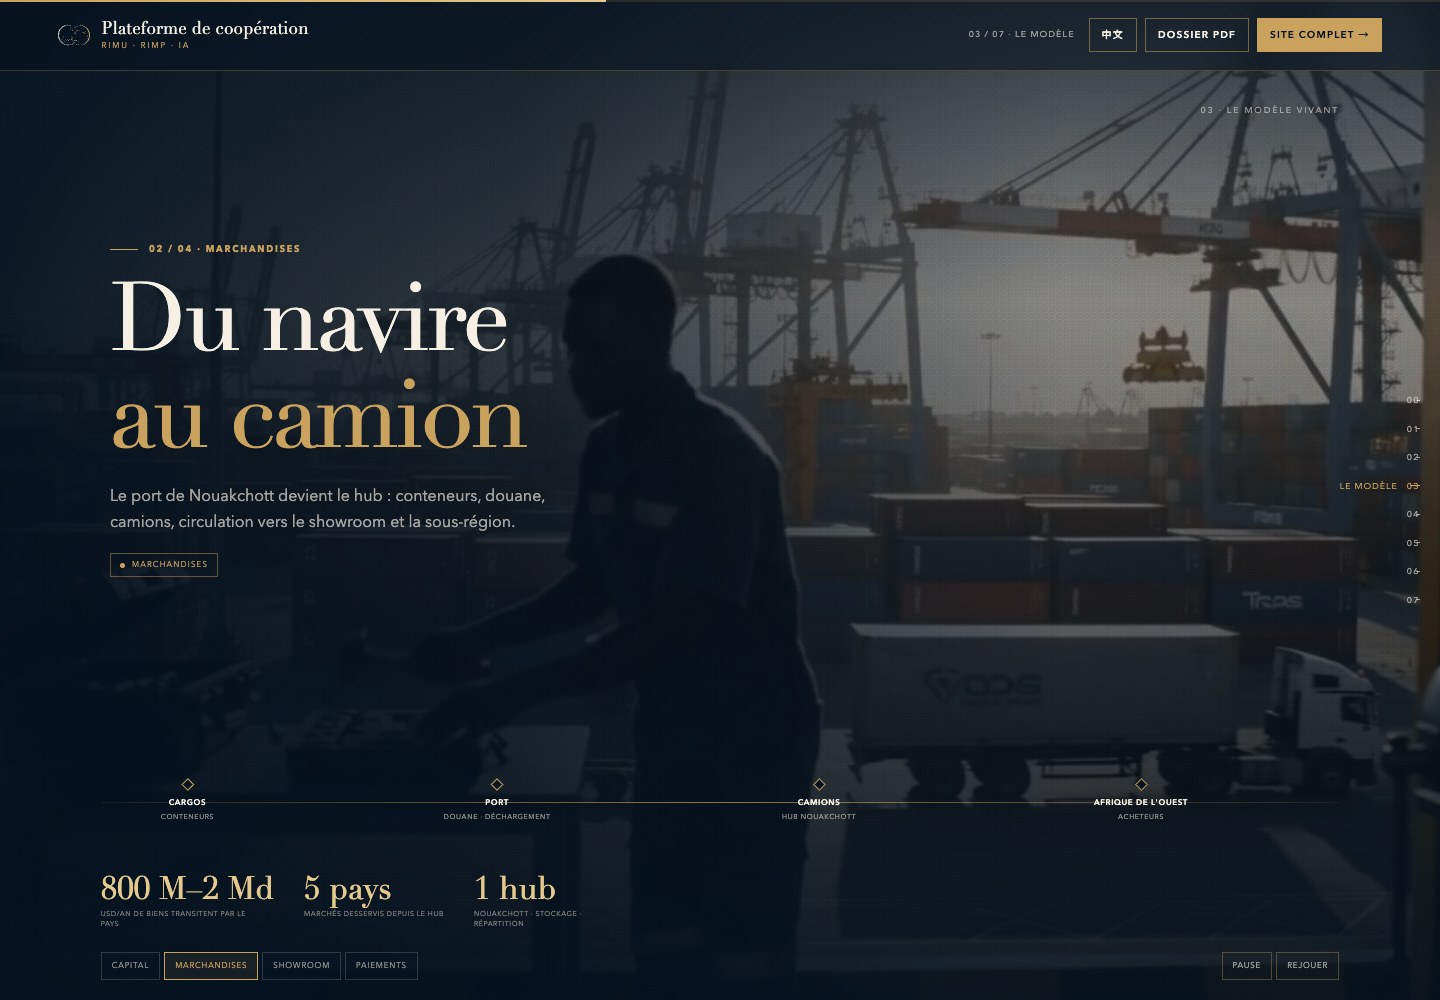 Plateforme de coopération
RIMU · RIMP · IA
03 / 07 · LE MODÈLE
中文
DOSSIER PDF
SITE COMPLET →
03 · LE MODÈLE VIVANT
02 / 04 · MARCHANDISES
Du navire
au camion
Le port de Nouakchott devient le hub : conteneurs, douane,
camions, circulation vers le showroom et la sous-région.
MARCHANDISES
00
01
02
LE MODÈLE 03
04
05
06
07
CARGOS
CONTENEURS
PORT
DOUANE · DÉCHARGEMENT
CAMIONS
HUB NOUAKCHOTT
AFRIQUE DE L'OUEST
ACHETEURS
800 M–2 Md
USD/AN DE BIENS TRANSITENT PAR LE
PAYS
5 pays
MARCHÉS DESSERVIS DEPUIS LE HUB
1 hub
NOUAKCHOTT · STOCKAGE ·
RÉPARTITION
CAPITAL
MARCHANDISES
SHOWROOM
PAIEMENTS
PAUSE
REJOUER